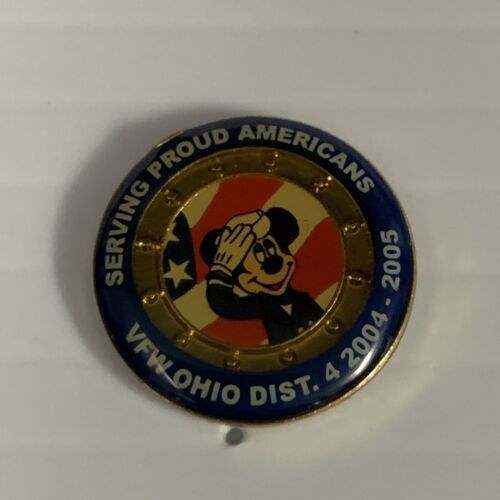 SERVING PROUD AMERICANS
VFW OHIO DIST. 4 2004 - 2005